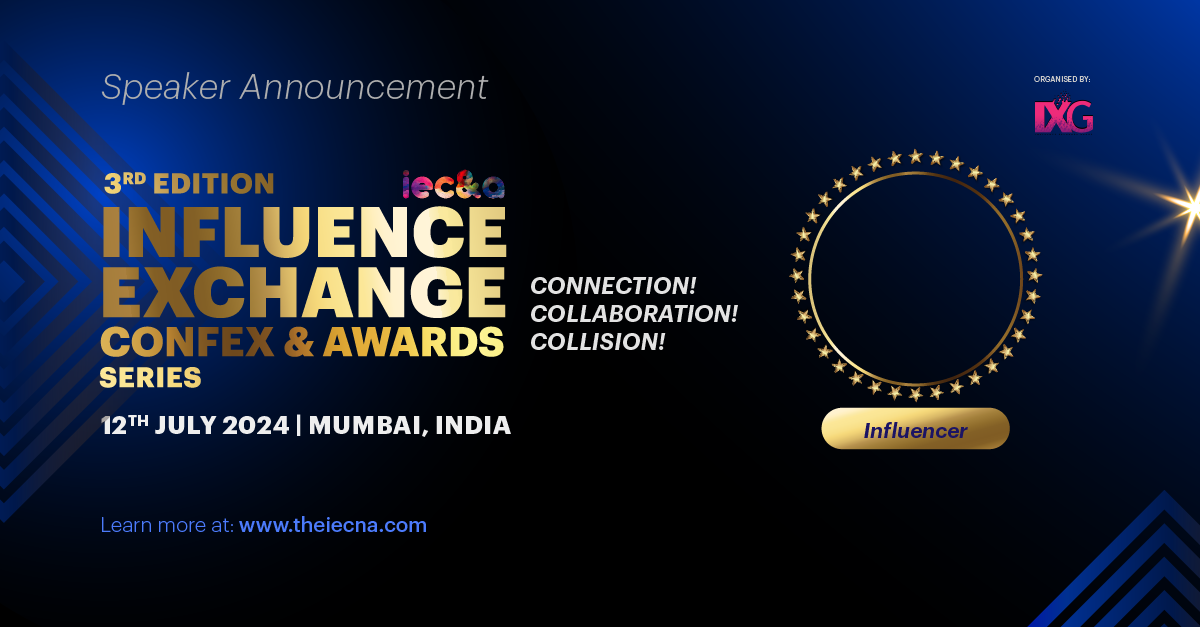 Speaker Announcement
ORGANISED BY:
IXG
3RD EDITION
iec&a
INFLUENCE
EXCHANGE
CONFEX & AWARDS
SERIES
CONNECTION!
COLLABORATION!
COLLISION!
12TH JULY 2024 | MUMBAI, INDIA
Influencer
Learn more at: www.theiecna.com